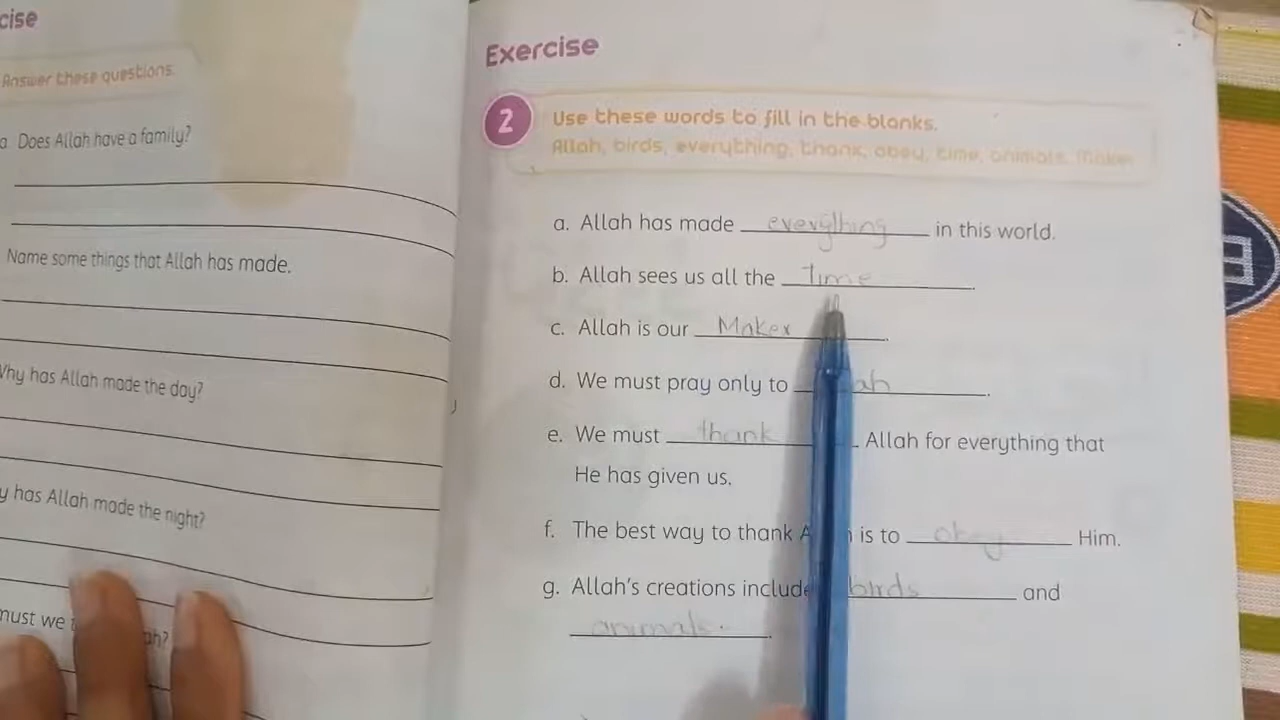 cise
Answer these questions.
a. Does Allah have a family?
Name some things that Allah has made.
Why has Allah made the day?
y has Allah made the night?
must we
ah?
Exercise
2
Use these words to fill in the blanks.
Allah, birds, everything, thank, obey, time, animals, Maker
a. Allah has made everything in this world.
b. Allah sees us all the time.
c. Allah is our Maker.
d. We must pray only to ah.
e. We must thank Allah for everything that
He has given us.
f. The best way to thank A h is to obey Him.
g. Allah's creations include birds and
animals.